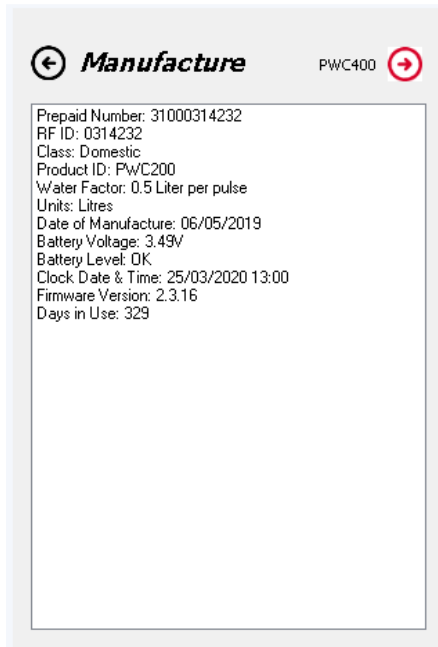 Manufacture
PWC400
Prepaid Number: 31000314232
RF ID: 0314232
Class: Domestic
Product ID: PWC200
Water Factor: 0.5 Liter per pulse
Units: Litres
Date of Manufacture: 06/05/2019
Battery Voltage: 3.49V
Battery Level: OK
Clock Date & Time: 25/03/2020 13:00
Firmware Version: 2.3.16
Days in Use: 329